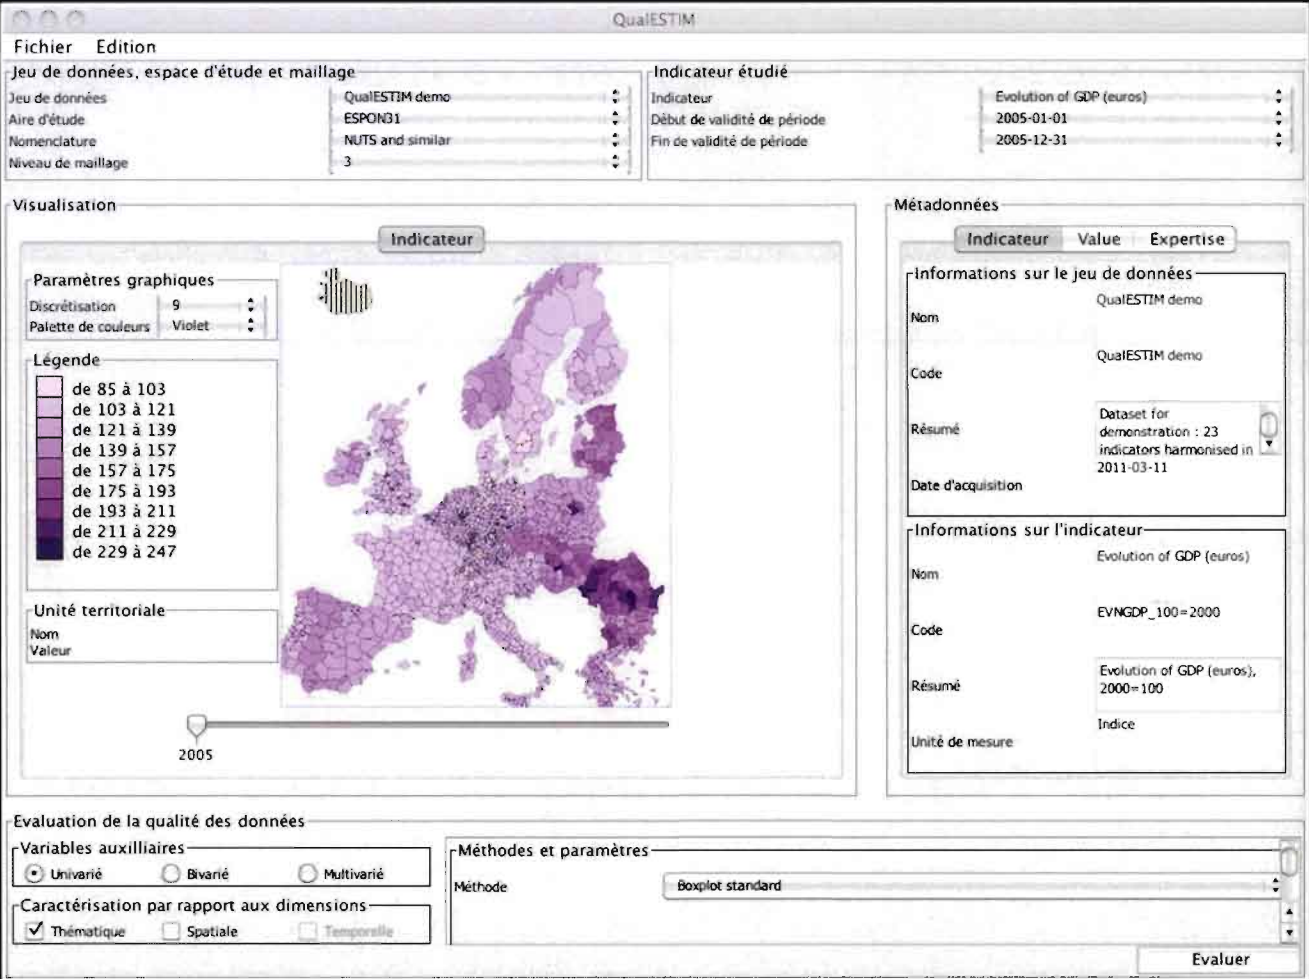 QualESTIM
Fichier Edition
Jeu de données, espace d'étude et maillage
Jeu de données QualESTIM demo
Aire d'étude ESPON31
Nomenclature NUTS and similar
Niveau de maillage 3
Indicateur étudié
Indicateur Evolution of GDP (euros)
Début de validité de période 2005-01-01
Fin de validité de période 2005-12-31
Visualisation
Indicateur
Paramètres graphiques
Discrétisation 9
Palette de couleurs Violet
Légende
de 85 à 103
de 103 à 121
de 121 à 139
de 139 à 157
de 157 à 175
de 175 à 193
de 193 à 211
de 211 à 229
de 229 à 247
Unité territoriale
Nom
Valeur
2005
Métadonnées
Indicateur Value Expertise
Informations sur le jeu de données
Nom QualESTIM demo
Code QualESTIM demo
Résumé Dataset for
demonstration : 23
indicators harmonised in
Date d'acquisition 2011-03-11
Informations sur l'indicateur
Nom Evolution of GDP (euros)
Code EVNGDP_100=2000
Résumé Evolution of GDP (euros),
2000=100
Unité de mesure Indice
Evaluation de la qualité des données
Variables auxilliaires
Univarié Bivarié Multivarié
Caractérisation par rapport aux dimensions
Thématique Spatiale Temporelle
Méthodes et paramètres
Méthode Boxplot standard
Evaluer